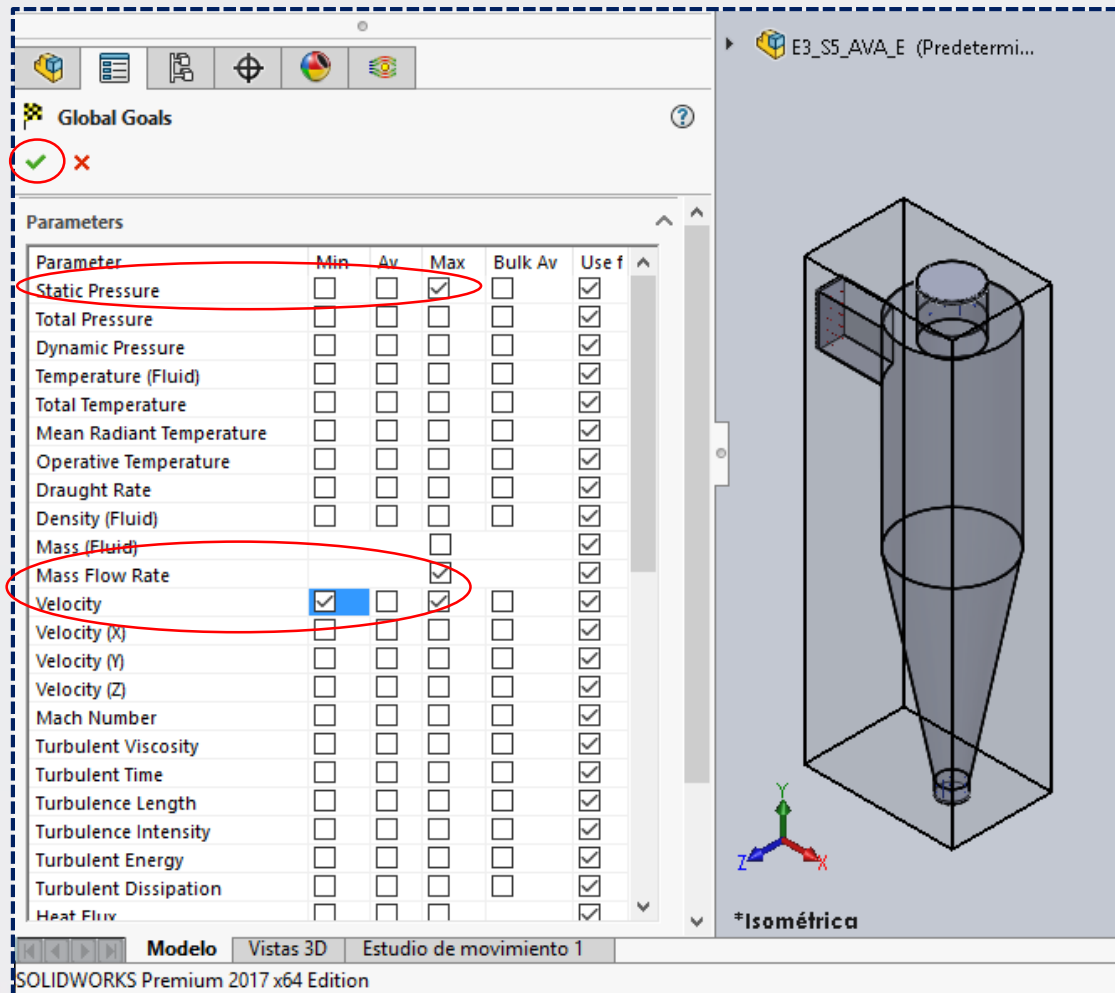 E3_S5_AVA_E (Predetermi...
Global Goals
Parameters
Parameter Min Av Max Bulk Av Use f
Static Pressure
Total Pressure
Dynamic Pressure
Temperature (Fluid)
Total Temperature
Mean Radiant Temperature
Operative Temperature
Draught Rate
Density (Fluid)
Mass (Fluid)
Mass Flow Rate
Velocity
Velocity (X)
Velocity (Y)
Velocity (Z)
Mach Number
Turbulent Viscosity
Turbulent Time
Turbulence Length
Turbulence Intensity
Turbulent Energy
Turbulent Dissipation
Heat Flux
Y
Z X
*Isométrica
Modelo Vistas 3D Estudio de movimiento 1
SOLIDWORKS Premium 2017 x64 Edition